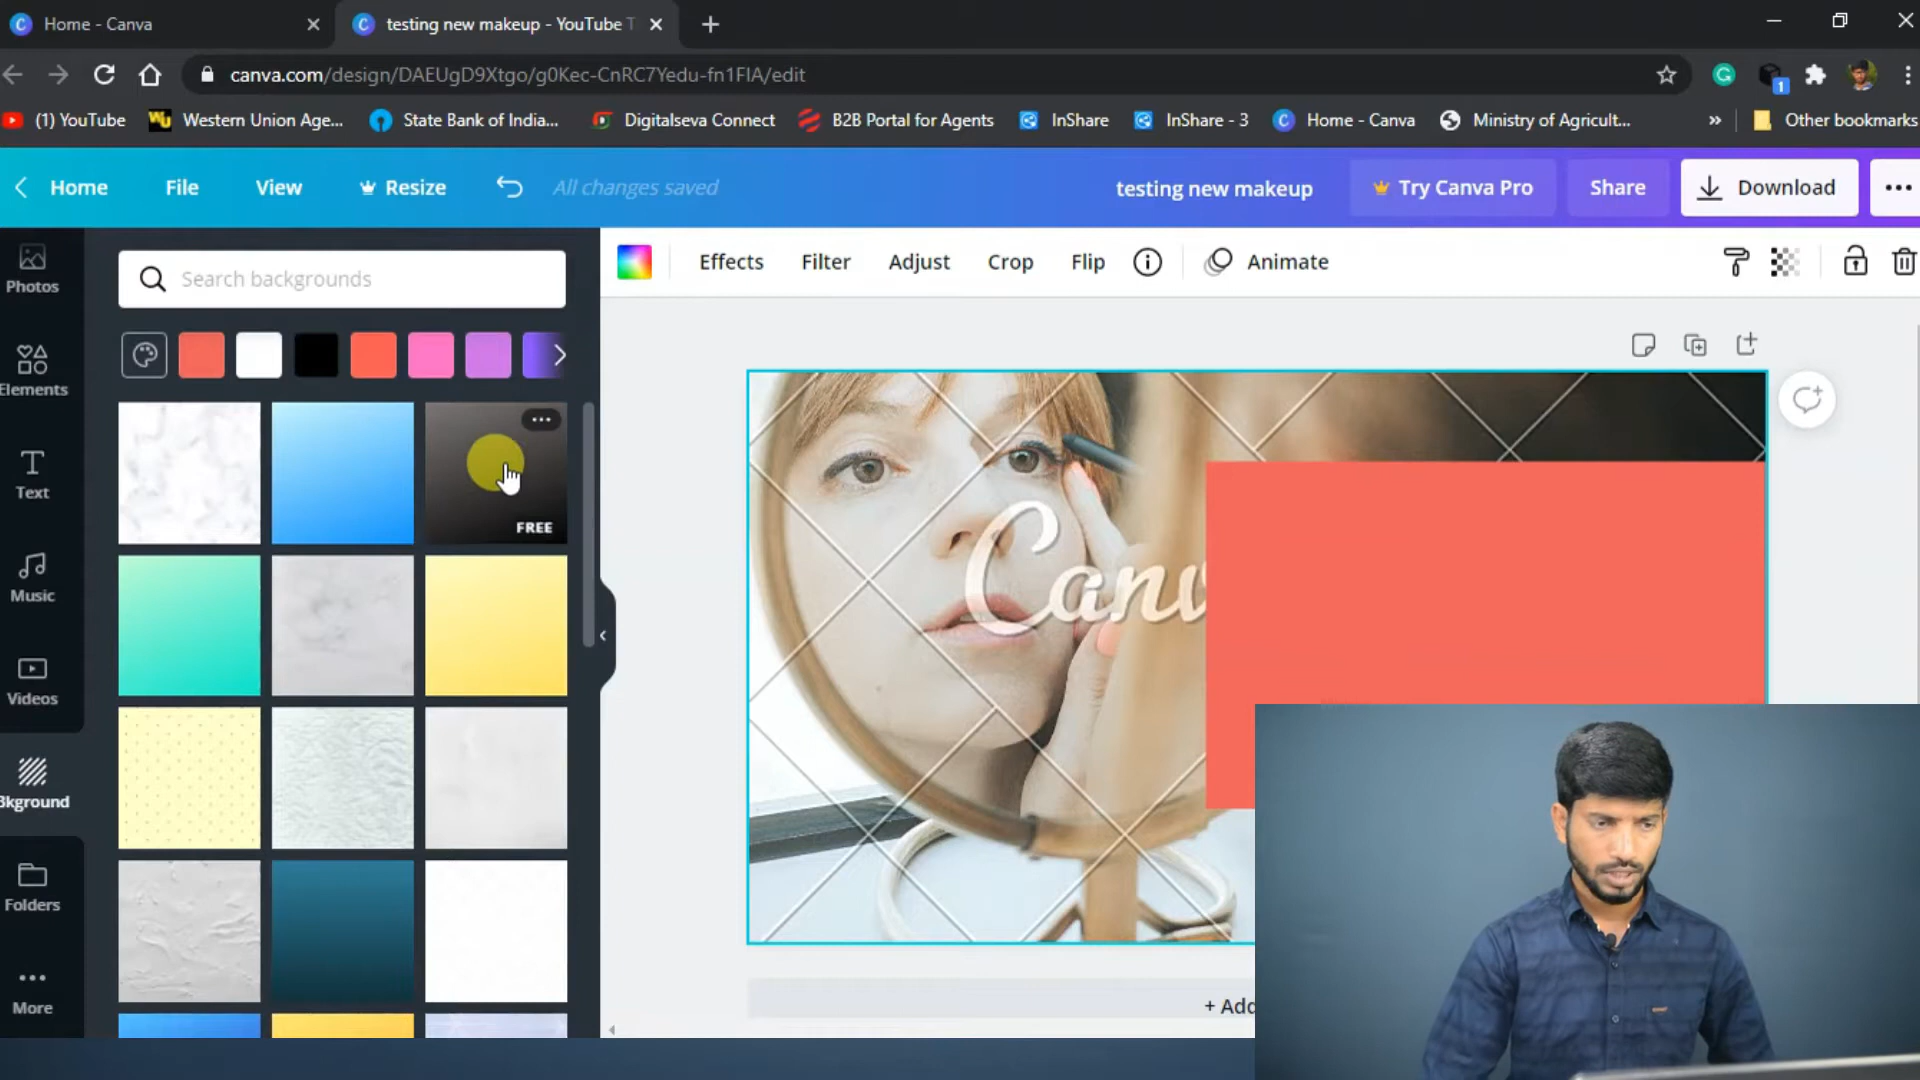 Home - Canva
testing new makeup - YouTube T
canva.com/design/DAEUgD9Xtgo/g0Kec-CnRC7Yedu-fn1FIA/edit
1
(1) YouTube
WU
Western Union Age...
State Bank of India...
Digitalseva Connect
B2B Portal for Agents
InShare
InShare - 3
Home - Canva
Ministry of Agricult...
Other bookmarks
Home
File
View
Resize
All changes saved
testing new makeup
Try Canva Pro
Share
Download
Photos
Elements
Text
Music
Videos
Bkground
Folders
More
Search backgrounds
FREE
Effects
Filter
Adjust
Crop
Flip
Animate
Canv
+ Add